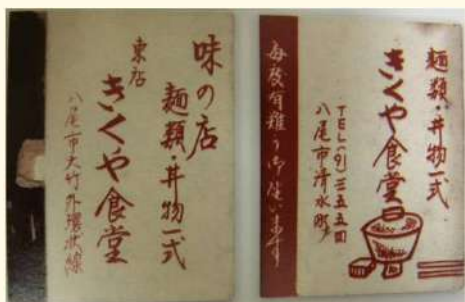 味の店
麺類・丼物一式
東店
きくや食堂
八尾市大竹外環状線
麺類・丼物一式
きくや食堂
TEL(91)三五五四
八尾市清水町
毎度有難う御座います